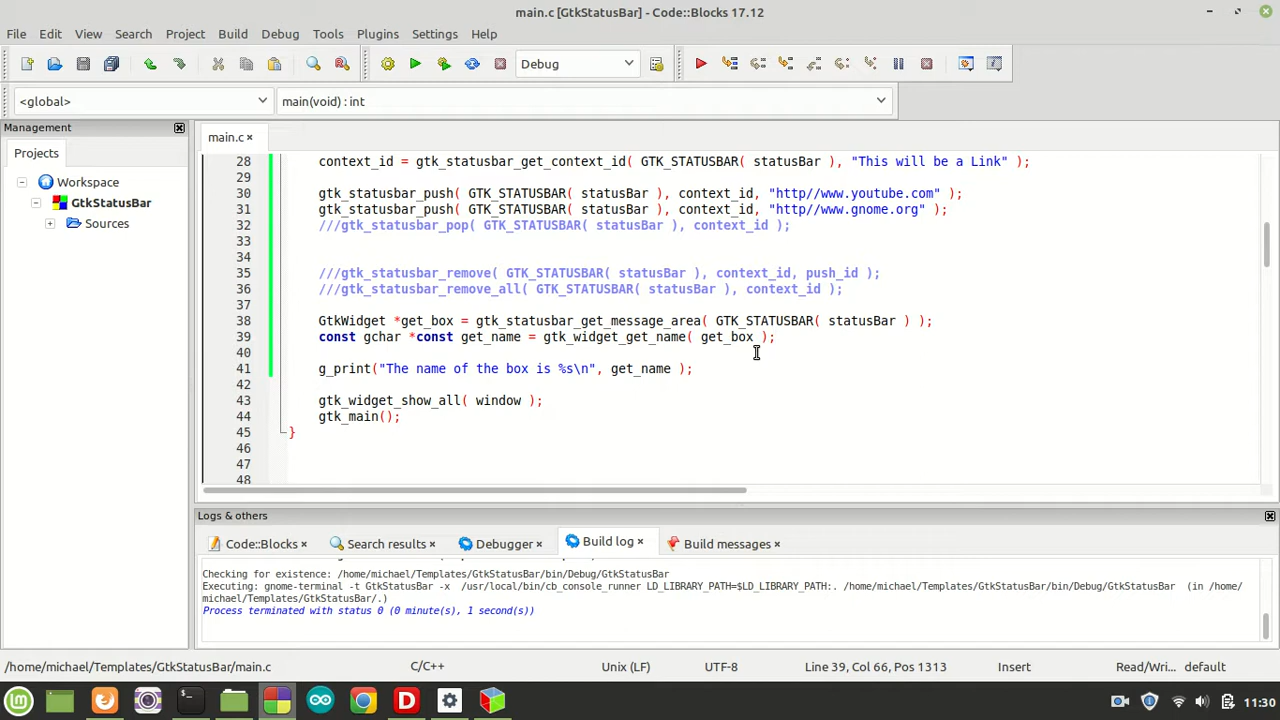 main.c [GtkStatusBar] - Code::Blocks 17.12
File Edit View Search Project Build Debug Tools Plugins Settings Help
Debug
<global> main(void) : int
Management
main.c
Projects
Workspace
GtkStatusBar
Sources
28 context_id = gtk_statusbar_get_context_id( GTK_STATUSBAR( statusBar ), "This will be a Link" );
29
30 gtk_statusbar_push( GTK_STATUSBAR( statusBar ), context_id, "http//www.youtube.com" );
31 gtk_statusbar_push( GTK_STATUSBAR( statusBar ), context_id, "http//www.gnome.org" );
32 ///gtk_statusbar_pop( GTK_STATUSBAR( statusBar ), context_id );
33
34
35 ///gtk_statusbar_remove( GTK_STATUSBAR( statusBar ), context_id, push_id );
36 ///gtk_statusbar_remove_all( GTK_STATUSBAR( statusBar ), context_id );
37
38 GtkWidget *get_box = gtk_statusbar_get_message_area( GTK_STATUSBAR( statusBar ) );
39 const gchar *const get_name = gtk_widget_get_name( get_box );
40
41 g_print("The name of the box is %s\n", get_name );
42
43 gtk_widget_show_all( window );
44 gtk_main();
45 }
46
47
48
Logs & others
Code::Blocks Search results Debugger Build log Build messages
Checking for existence: /home/michael/Templates/GtkStatusBar/bin/Debug/GtkStatusBar
Executing: gnome-terminal -t GtkStatusBar -x /usr/local/bin/cb_console_runner LD_LIBRARY_PATH=$LD_LIBRARY_PATH:. /home/michael/Templates/GtkStatusBar/bin/Debug/GtkStatusBar (in /home/
michael/Templates/GtkStatusBar/.)
Process terminated with status 0 (0 minute(s), 1 second(s))
/home/michael/Templates/GtkStatusBar/main.c C/C++ Unix (LF) UTF-8 Line 39, Col 66, Pos 1313 Insert Read/Wri... default
11:30